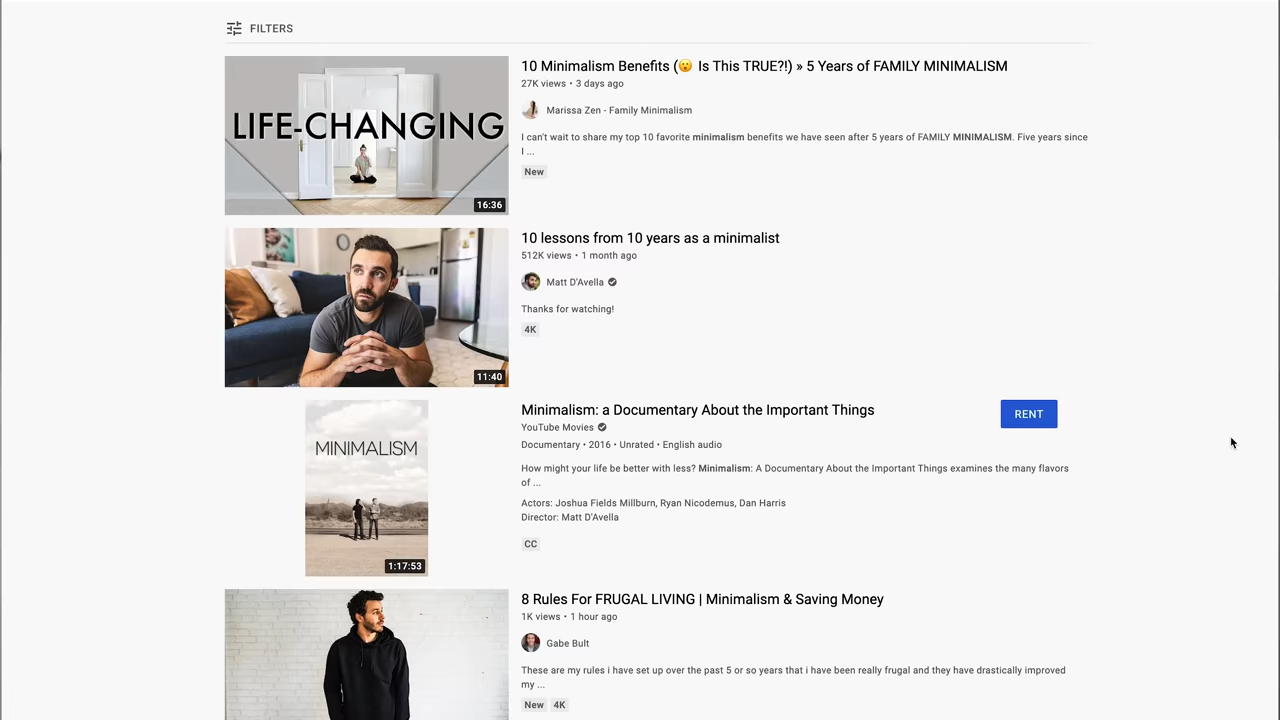 FILTERS
LIFE-CHANGING
16:36
10 Minimalism Benefits (😮 Is This TRUE?!) » 5 Years of FAMILY MINIMALISM
27K views • 3 days ago
Marissa Zen - Family Minimalism
I can't wait to share my top 10 favorite minimalism benefits we have seen after 5 years of FAMILY MINIMALISM. Five years since
I ...
New
11:40
10 lessons from 10 years as a minimalist
512K views • 1 month ago
Matt D'Avella
Thanks for watching!
4K
MINIMALISM
1:17:53
Minimalism: a Documentary About the Important Things
RENT
YouTube Movies
Documentary • 2016 • Unrated • English audio
How might your life be better with less? Minimalism: A Documentary About the Important Things examines the many flavors
of ...
Actors: Joshua Fields Millburn, Ryan Nicodemus, Dan Harris
Director: Matt D'Avella
CC
8 Rules For FRUGAL LIVING | Minimalism & Saving Money
1K views • 1 hour ago
Gabe Bult
These are my rules i have set up over the past 5 or so years that i have been really frugal and they have drastically improved
my ...
New 4K